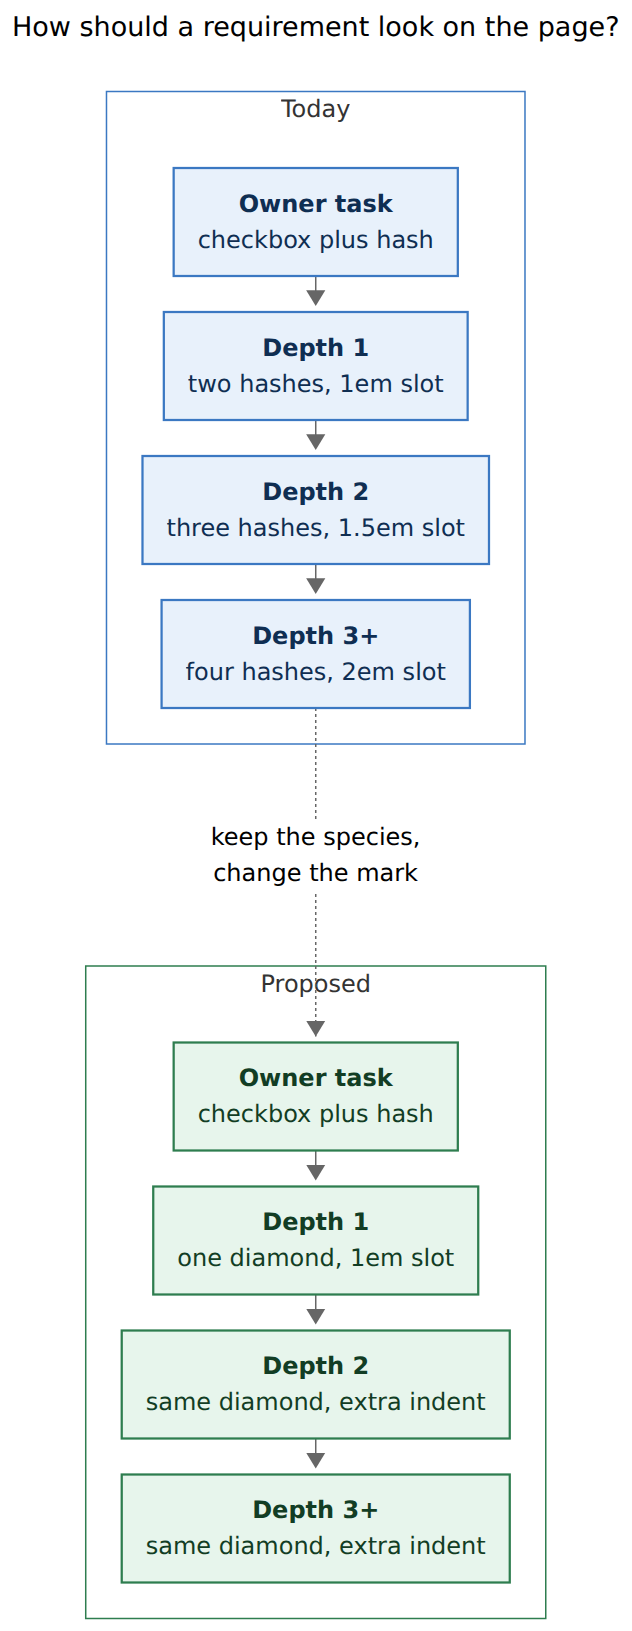 How should a requirement look on the page?
Today
Owner task
checkbox plus hash
Depth 1
two hashes, 1em slot
Depth 2
three hashes, 1.5em slot
Depth 3+
four hashes, 2em slot
keep the species,
change the mark
Proposed
Owner task
checkbox plus hash
Depth 1
one diamond, 1em slot
Depth 2
same diamond, extra indent
Depth 3+
same diamond, extra indent